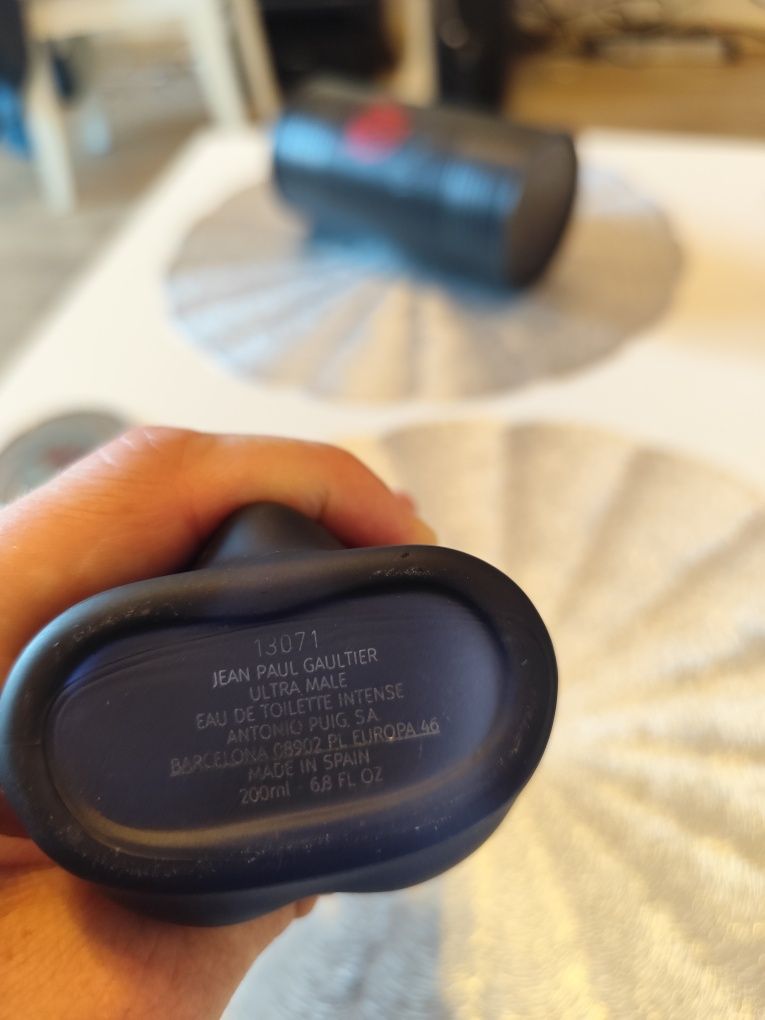 13071
JEAN PAUL GAULTIER
ULTRA MALE
EAU DE TOILETTE INTENSE
ANTONIO PUIG, S.A
BARCELONA 08902 PL EUROPA 46
MADE IN SPAIN
200ml 6.8 FL OZ